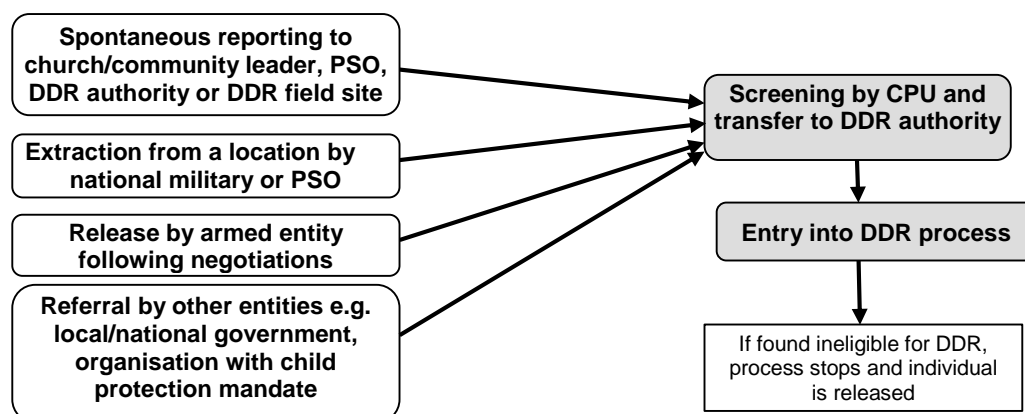 Spontaneous reporting to
church/community leader, PSO,
DDR authority or DDR field site
Extraction from a location by
national military or PSO
Release by armed entity
following negotiations
Referral by other entities e.g.
local/national government,
organisation with child
protection mandate
Screening by CPU and
transfer to DDR authority
Entry into DDR process
If found ineligible for DDR,
process stops and individual
is released